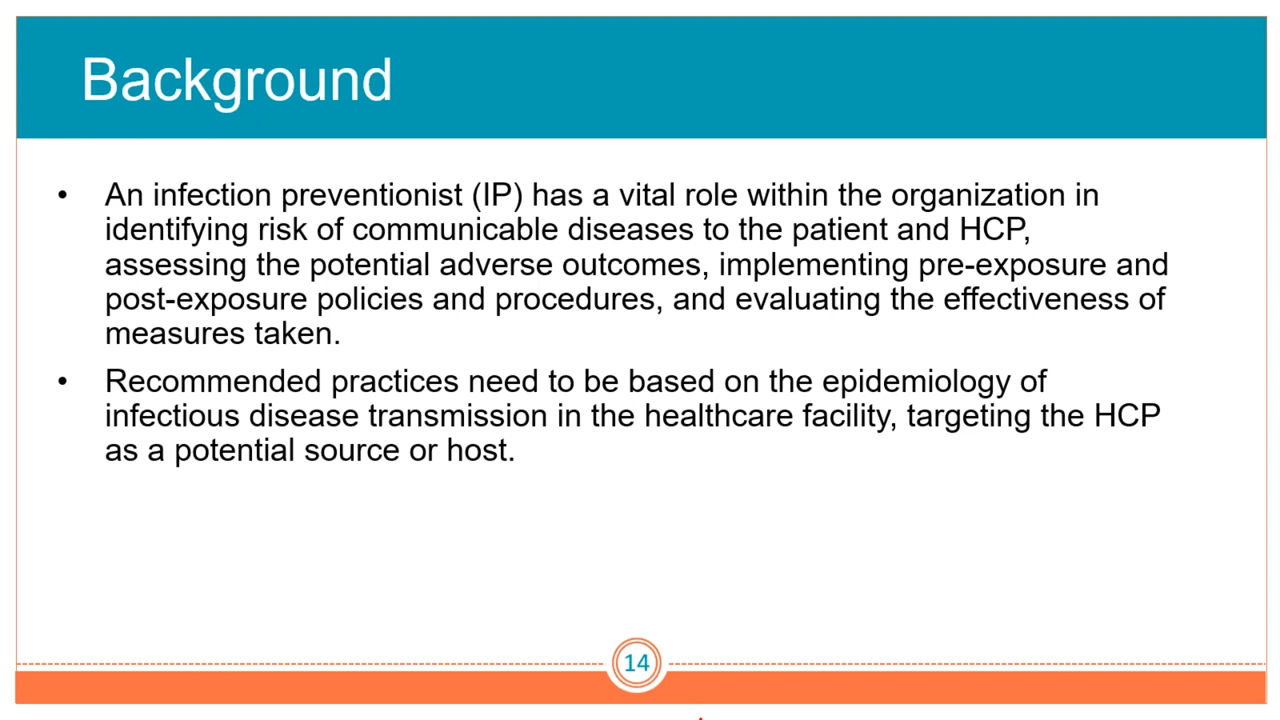 Background
• An infection preventionist (IP) has a vital role within the organization in
identifying risk of communicable diseases to the patient and HCP,
assessing the potential adverse outcomes, implementing pre-exposure and
post-exposure policies and procedures, and evaluating the effectiveness of
measures taken.
• Recommended practices need to be based on the epidemiology of
infectious disease transmission in the healthcare facility, targeting the HCP
as a potential source or host.
14